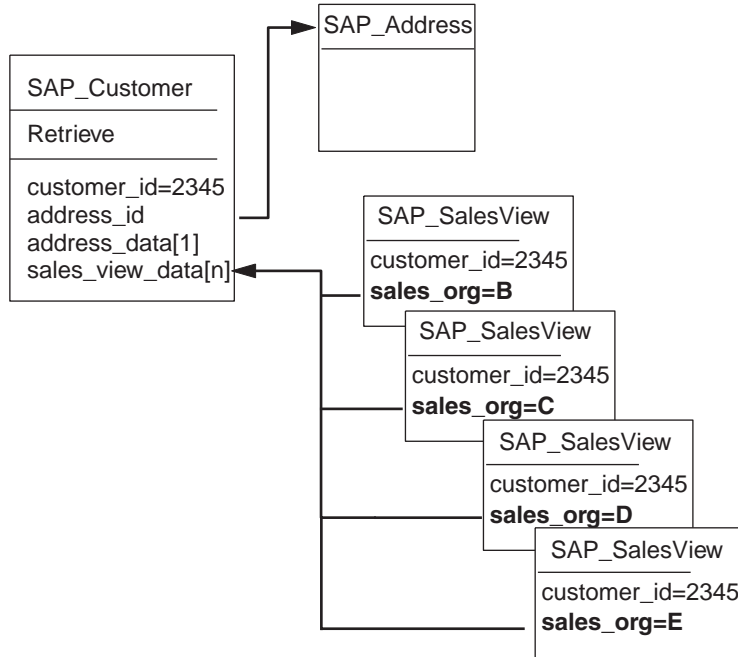 SAP_Address
SAP_Customer
Retrieve
customer_id=2345
address_id
address_data[1]
sales_view_data[n]
SAP_SalesView
customer_id=2345
sales_org=B
SAP_SalesView
customer_id=2345
sales_org=C
SAP_SalesView
customer_id=2345
sales_org=D
SAP_SalesView
customer_id=2345
sales_org=E